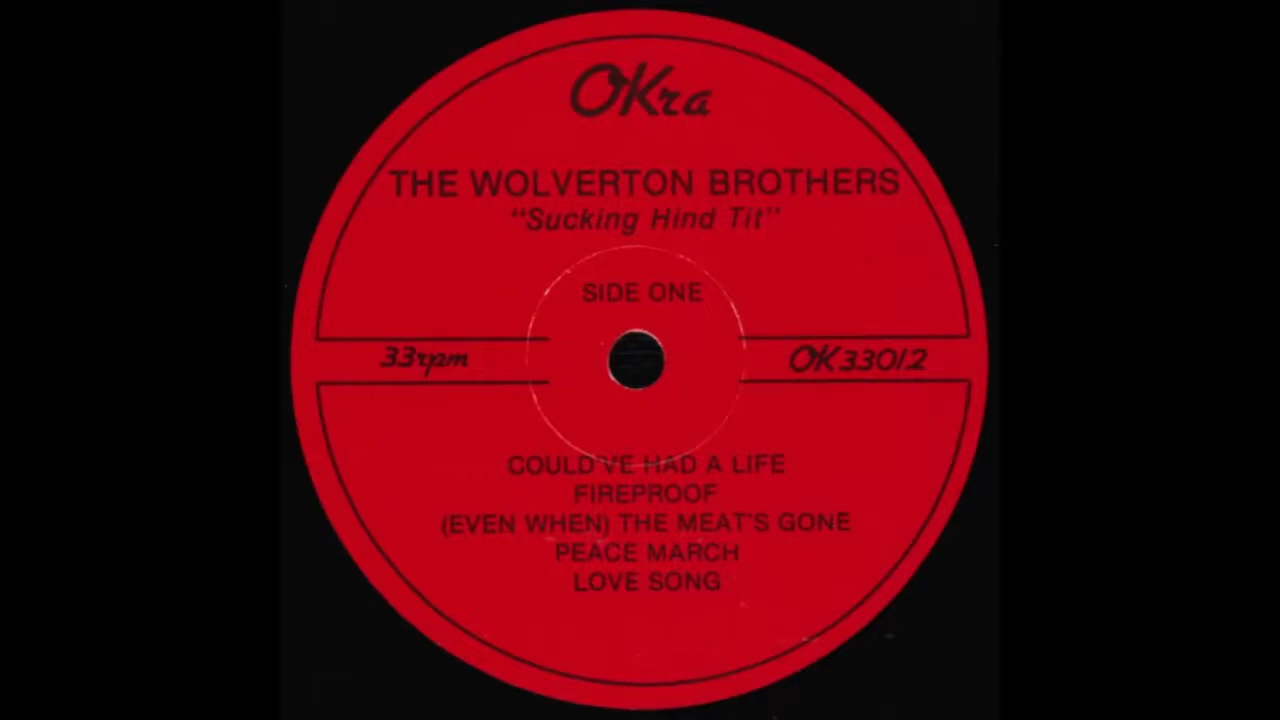 OKra
THE WOLVERTON BROTHERS
"Sucking Hind Tit"
SIDE ONE
33rpm
OK33012
COULD'VE HAD A LIFE
FIREPROOF
(EVEN WHEN) THE MEAT'S GONE
PEACE MARCH
LOVE SONG